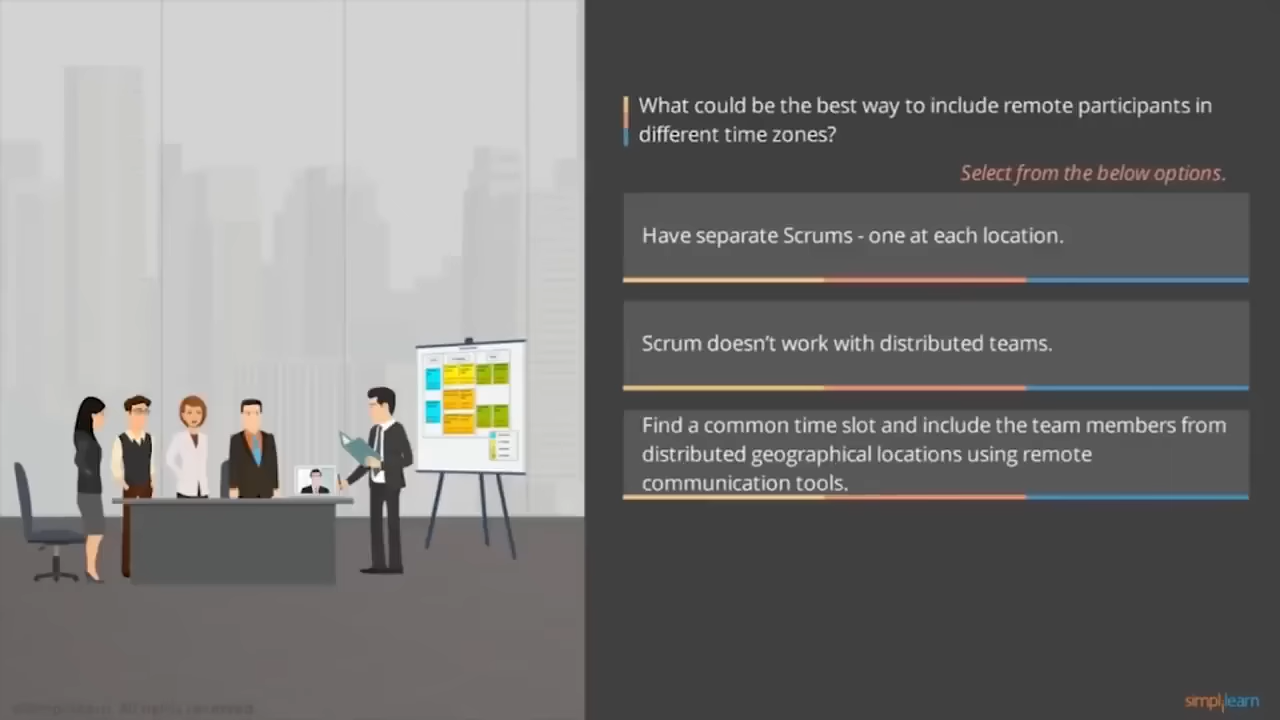 What could be the best way to include remote participants in
different time zones?
Select from the below options.
Have separate Scrums - one at each location.
Scrum doesn't work with distributed teams.
Find a common time slot and include the team members from
distributed geographical locations using remote
communication tools.
simplilearn